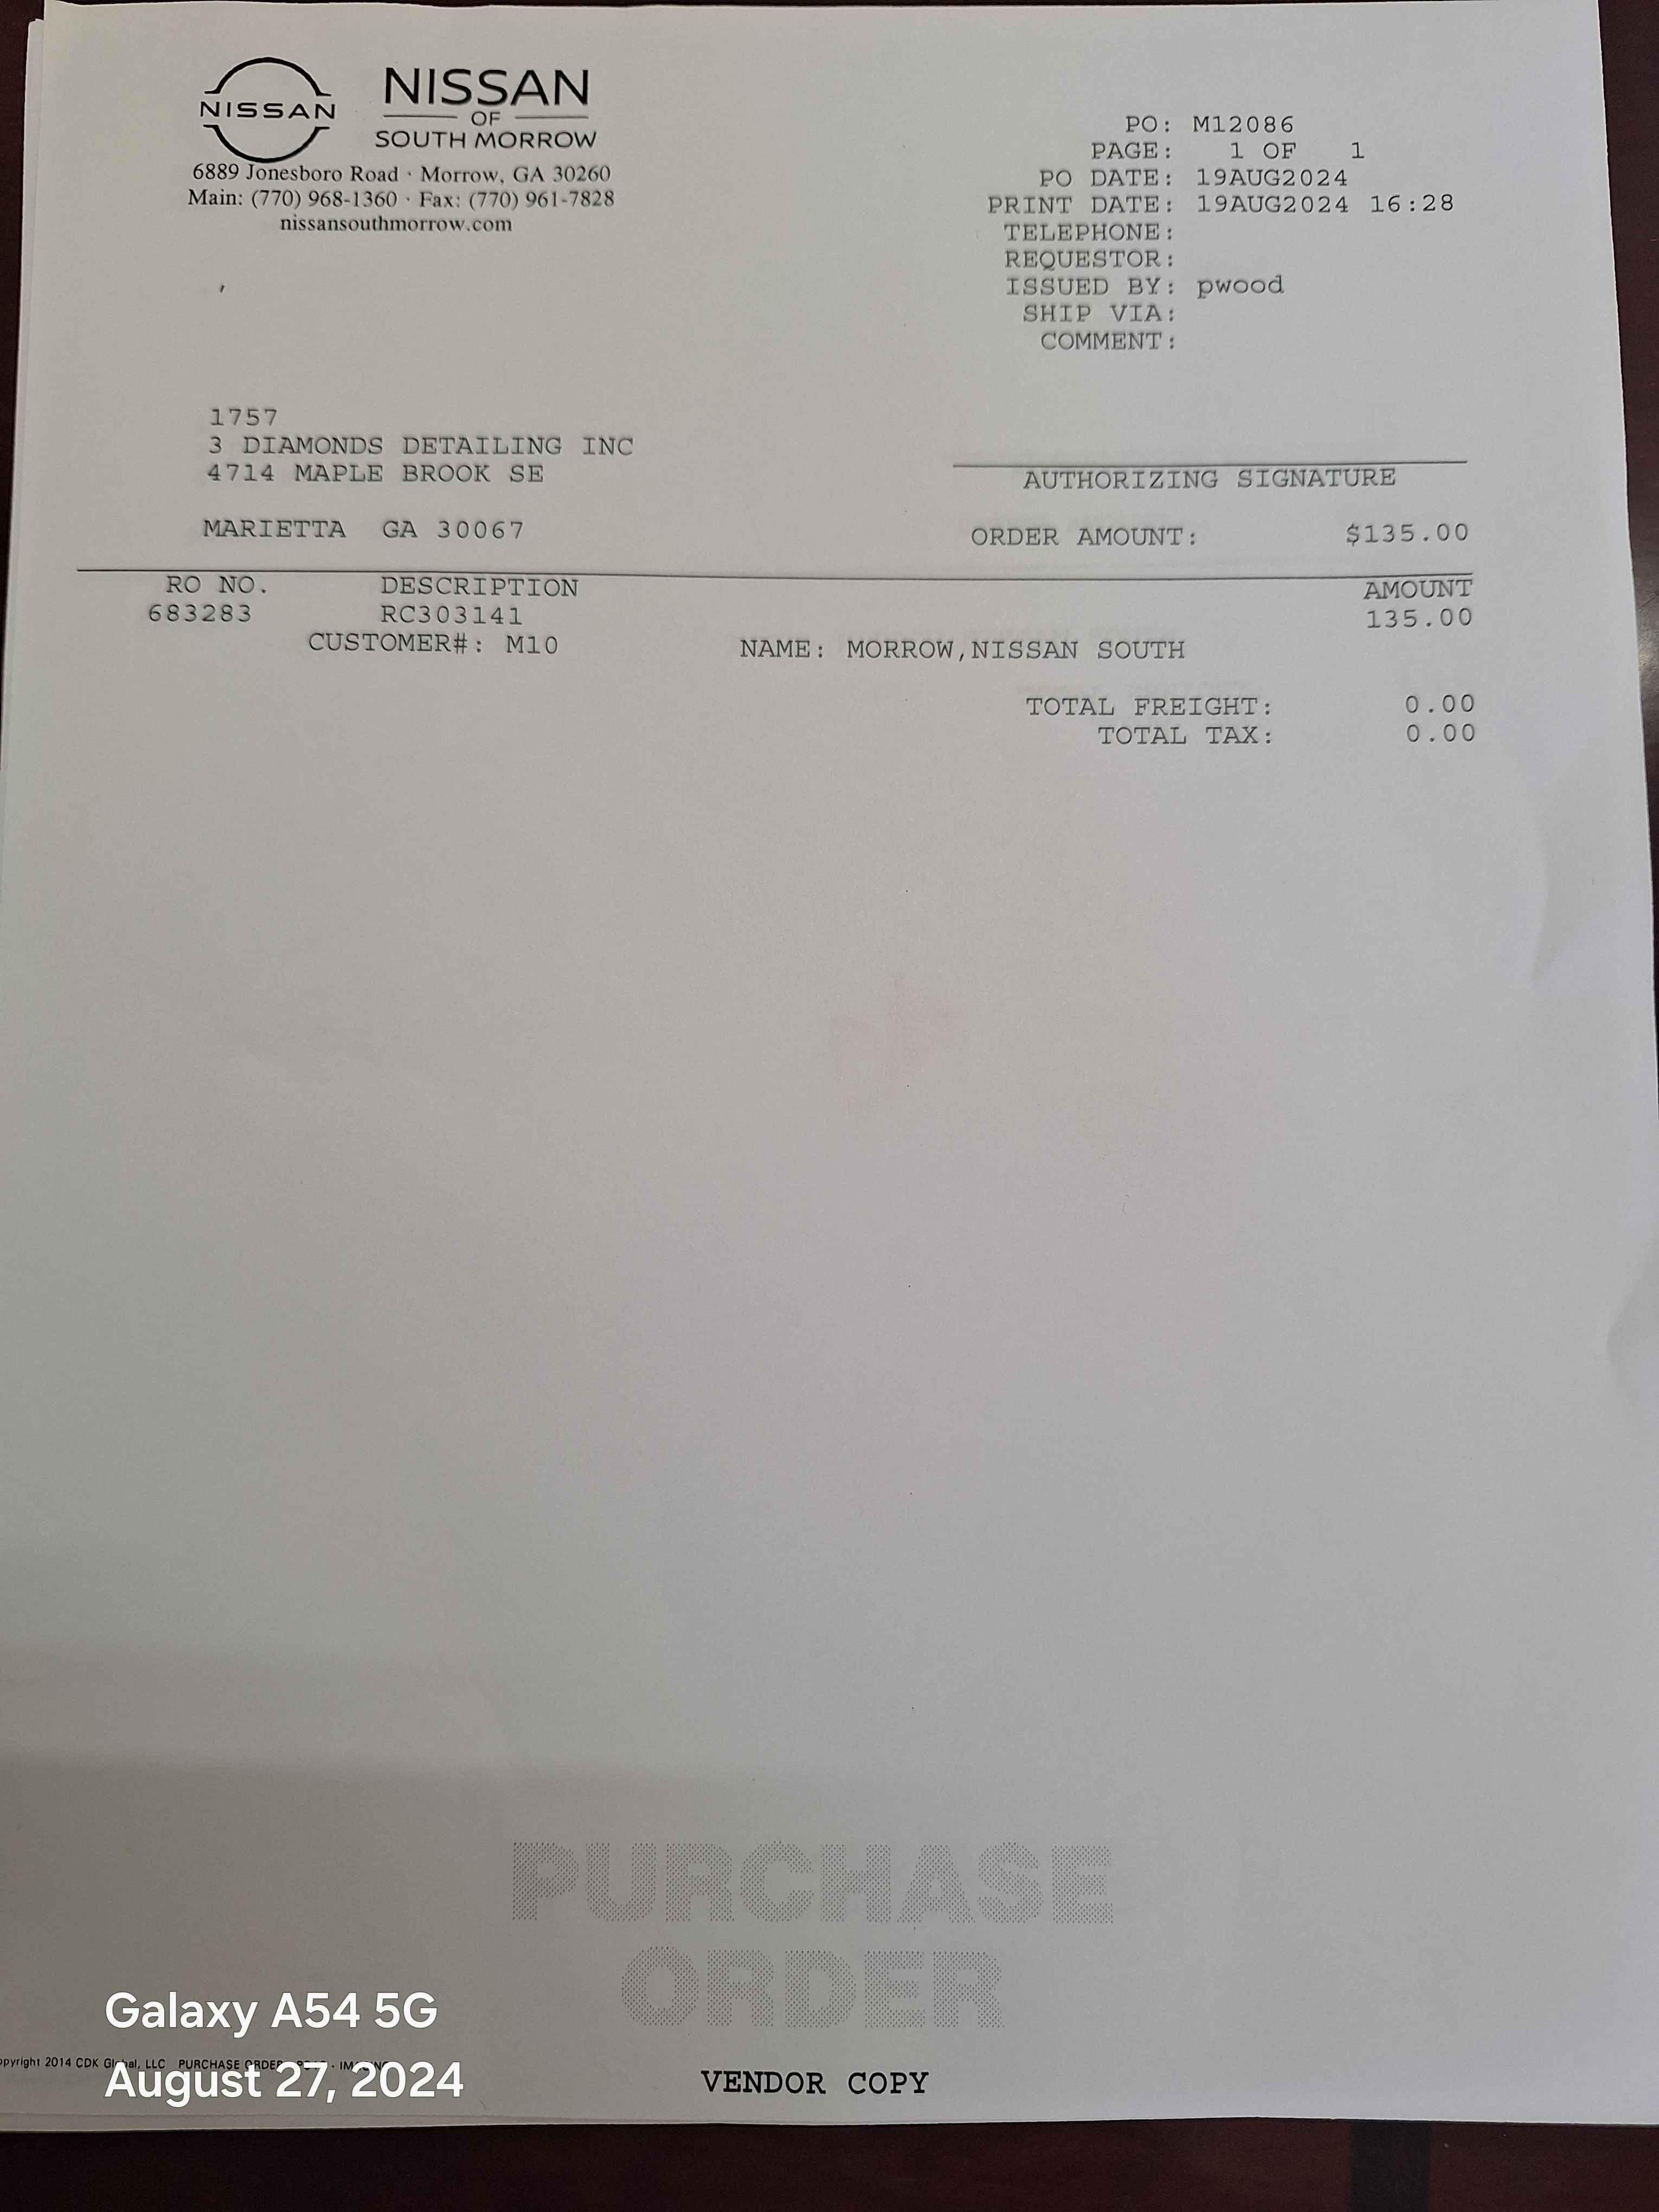 NISSAN
NISSAN
OF
SOUTH MORROW
6889 Jonesboro Road · Morrow, GA 30260
Main: (770) 968-1360 · Fax: (770) 961-7828
nissansouthmorrow.com
PO: M12086
PAGE: 1 OF 1
PO DATE: 19AUG2024
PRINT DATE: 19AUG2024 16:28
TELEPHONE:
REQUESTOR:
ISSUED BY: pwood
SHIP VIA:
COMMENT:
1757
3 DIAMONDS DETAILING INC
4714 MAPLE BROOK SE
MARIETTA GA 30067
AUTHORIZING SIGNATURE
ORDER AMOUNT: $135.00
RO NO. DESCRIPTION AMOUNT
683283 RC303141 135.00
CUSTOMER#: M10 NAME: MORROW,NISSAN SOUTH
TOTAL FREIGHT: 0.00
TOTAL TAX: 0.00
PURCHASE
ORDER
Galaxy A54 5G
2014 CDK LLC PURCHASE
August 27, 2024
VENDOR COPY